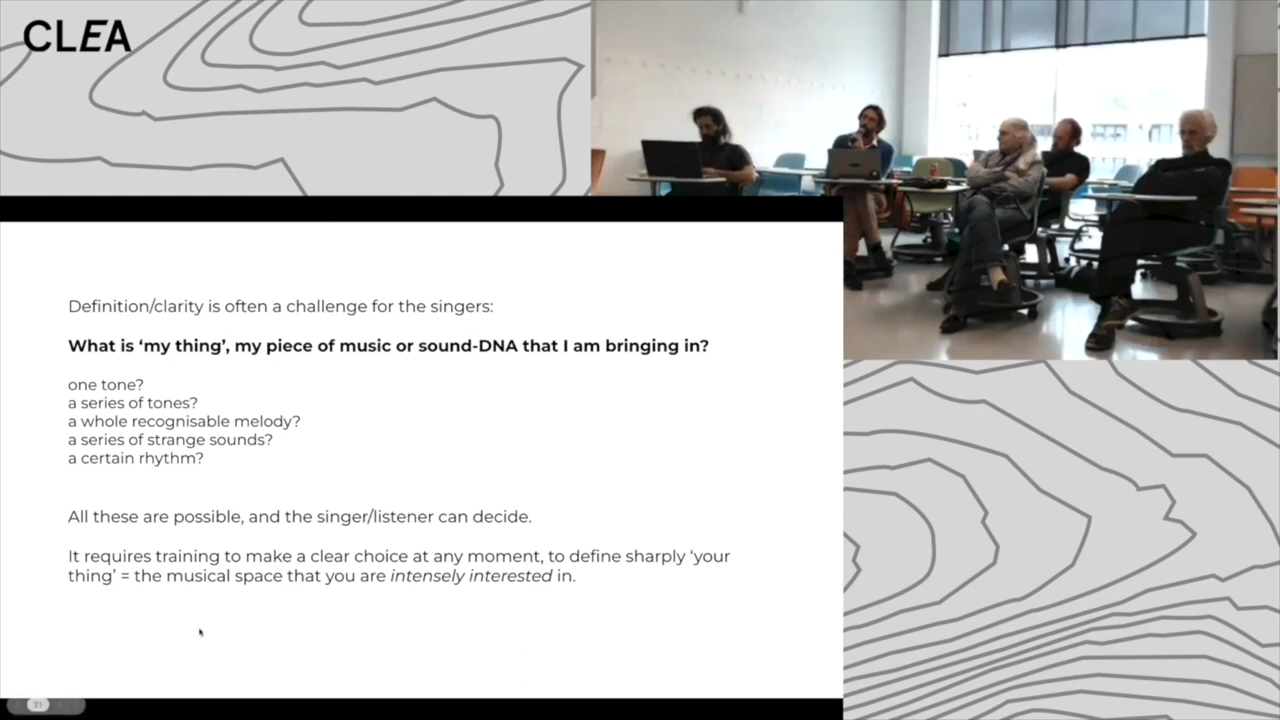 CLEA
Definition/clarity is often a challenge for the singers:
What is ‘my thing’, my piece of music or sound-DNA that I am bringing in?
one tone?
a series of tones?
a whole recognisable melody?
a series of strange sounds?
a certain rhythm?
All these are possible, and the singer/listener can decide.
It requires training to make a clear choice at any moment, to define sharply ‘your
thing’ = the musical space that you are intensely interested in.
21